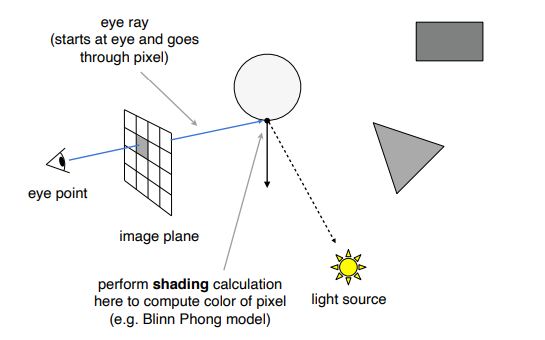 eye ray
(starts at eye and goes
through pixel)
eye point
image plane
perform shading calculation
here to compute color of pixel
(e.g. Blinn Phong model)
light source